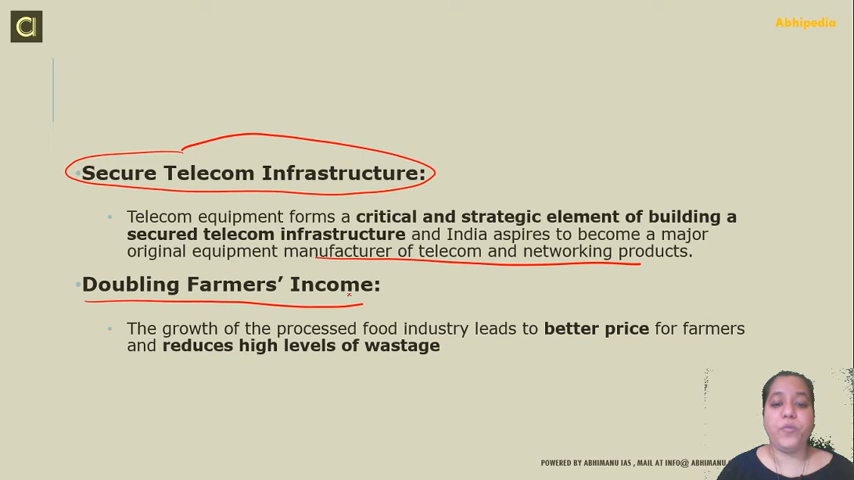 Abhipedia
Secure Telecom Infrastructure:
Telecom equipment forms a critical and strategic element of building a
secured telecom infrastructure and India aspires to become a major
original equipment manufacturer of telecom and networking products.
Doubling Farmers’ Income:
The growth of the processed food industry leads to better price for farmers
and reduces high levels of wastage
POWERED BY ABHIMANU IAS , MAIL AT INFO@ ABHIMANU